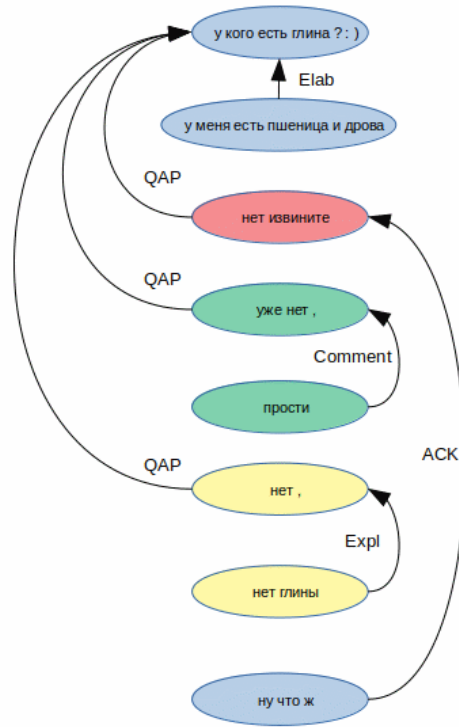 у кого есть глина ? : )
Elab
у меня есть пшеница и дрова
QAP
нет извините
QAP
уже нет ,
Comment
прости
ACK
QAP
нет ,
Expl
нет глины
ну что ж